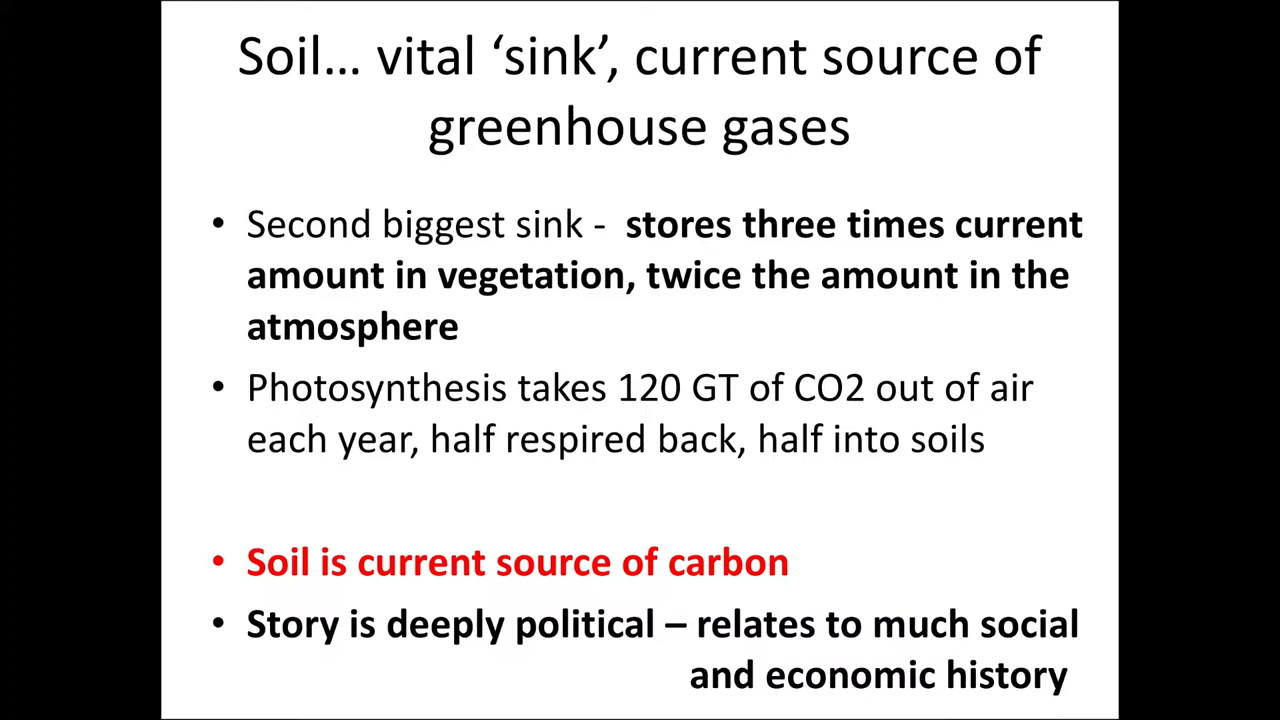 Soil… vital ‘sink’, current source of
greenhouse gases
• Second biggest sink - stores three times current
amount in vegetation, twice the amount in the
atmosphere
• Photosynthesis takes 120 GT of CO2 out of air
each year, half respired back, half into soils
• Soil is current source of carbon
• Story is deeply political – relates to much social
and economic history